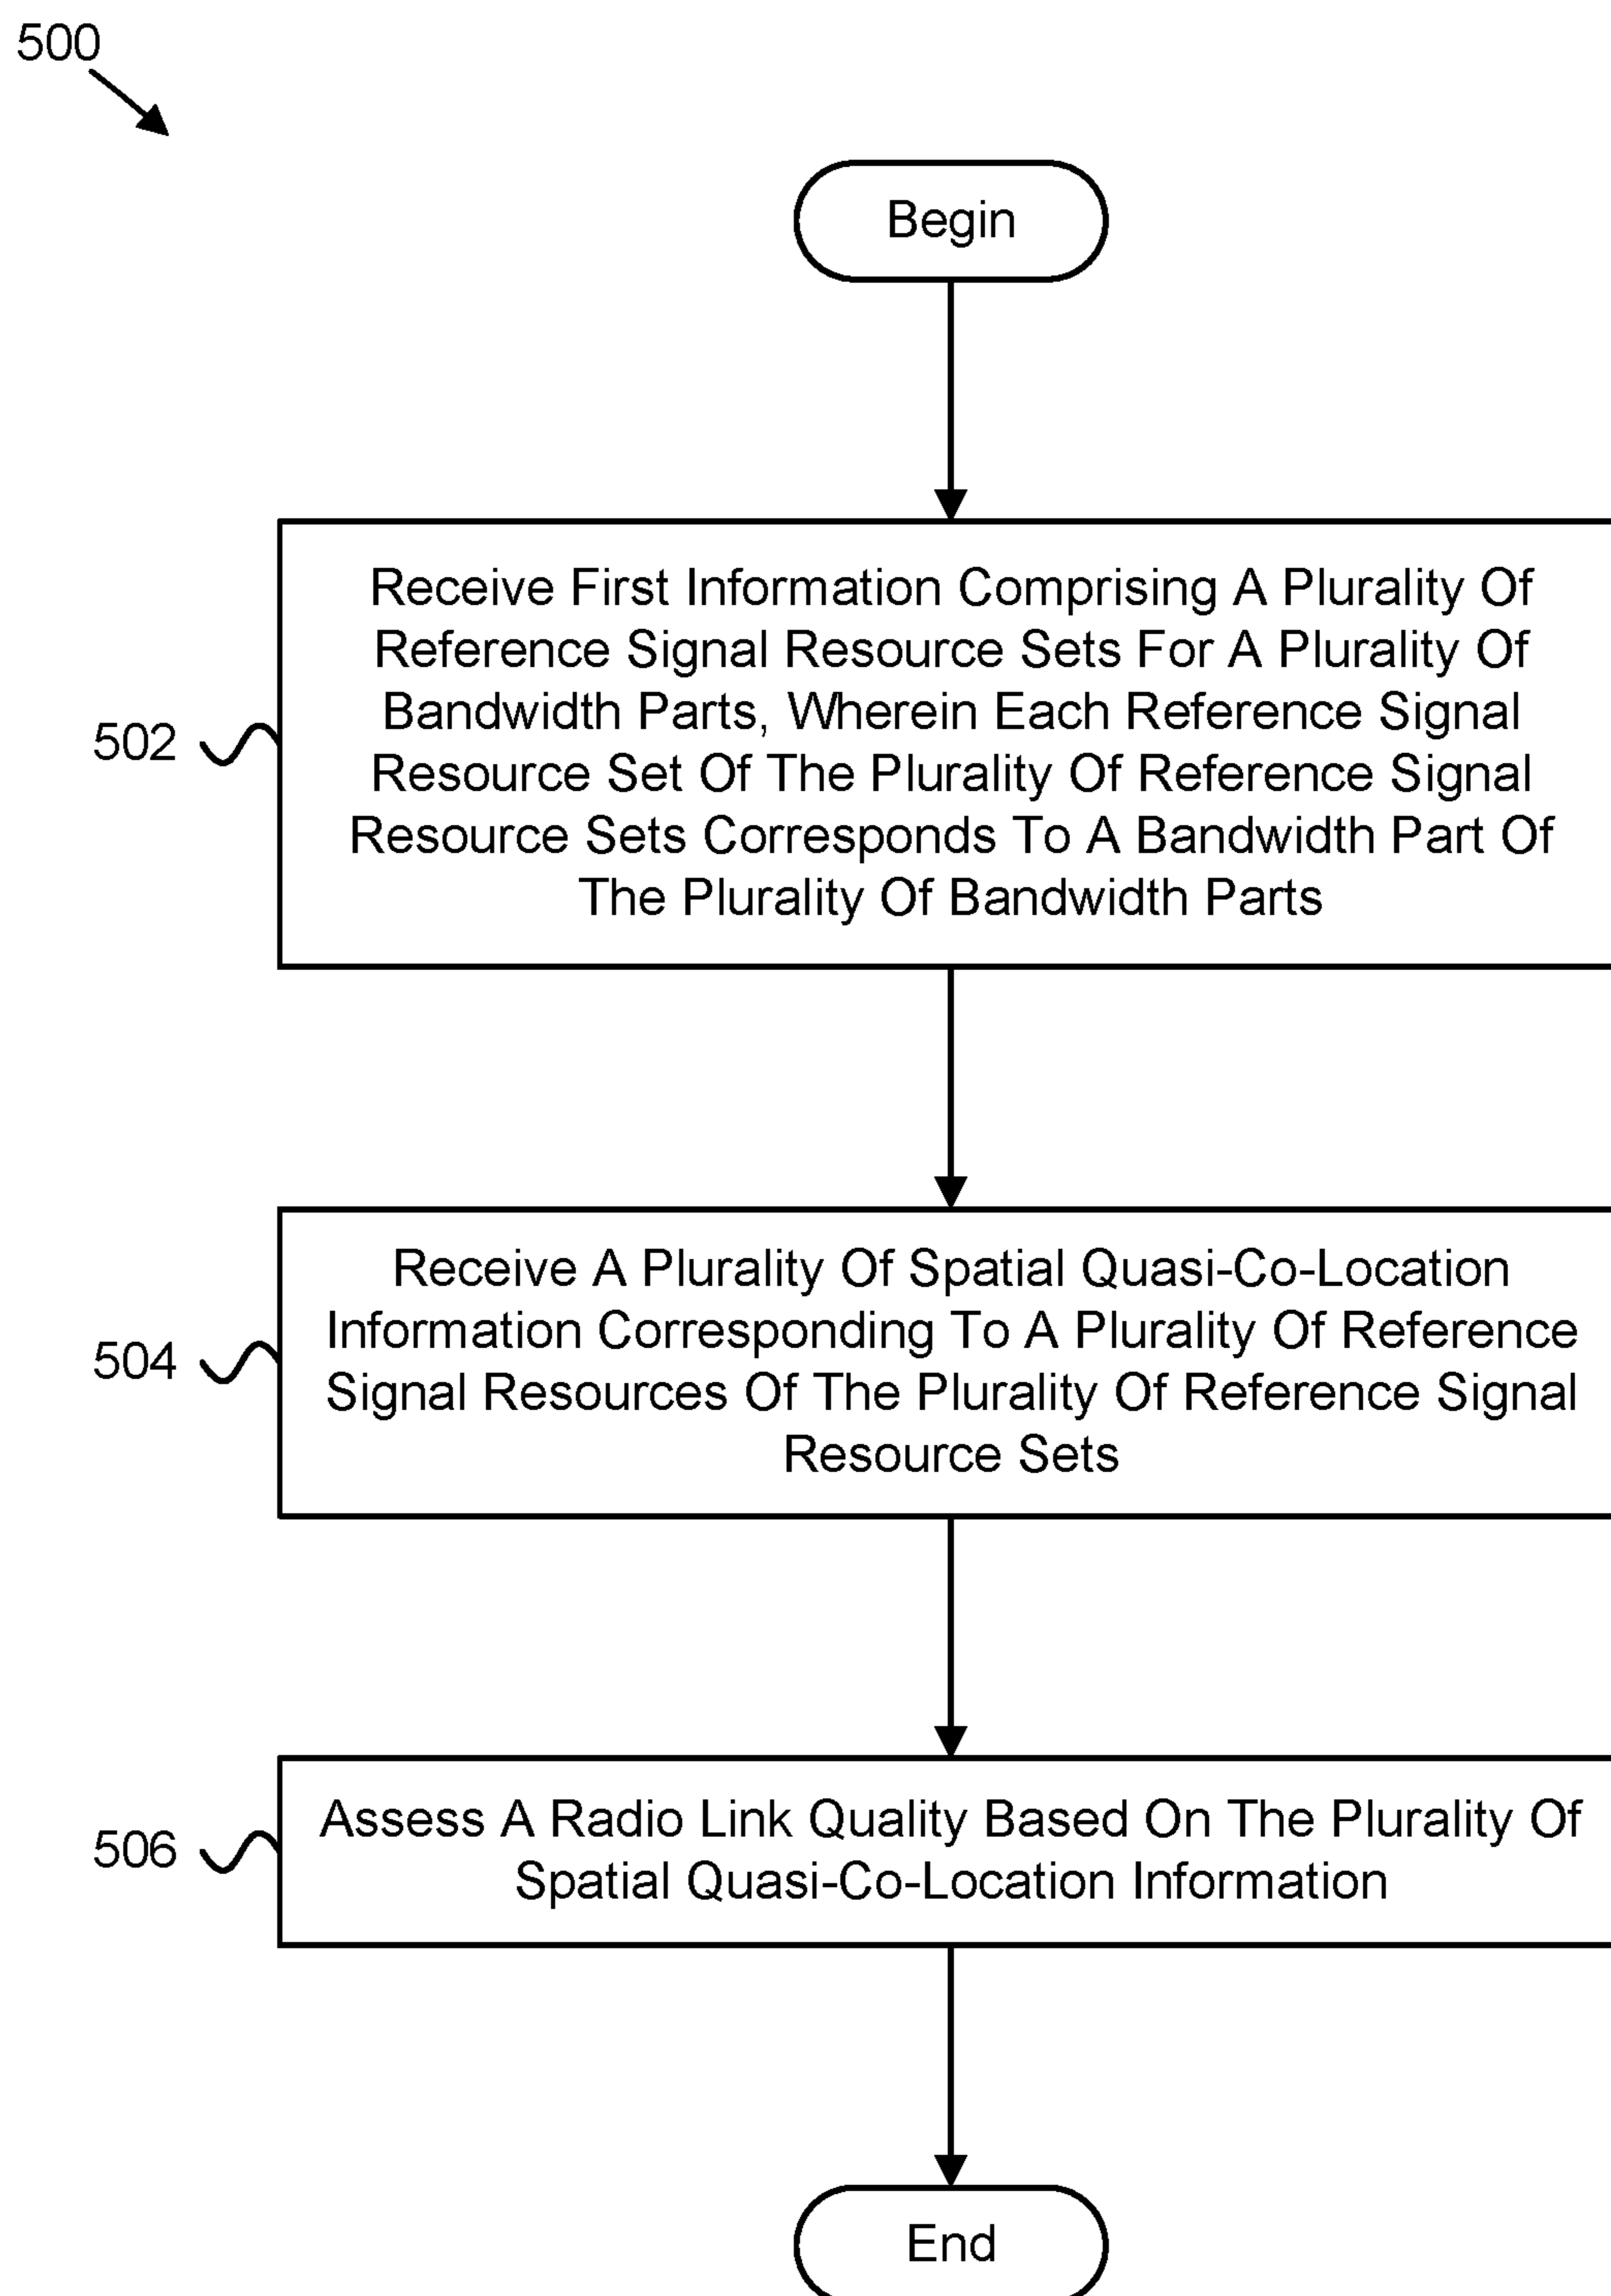 500
Begin
Receive First Information Comprising A Plurality Of
Reference Signal Resource Sets For A Plurality Of
Bandwidth Parts, Wherein Each Reference Signal
Resource Set Of The Plurality Of Reference Signal
Resource Sets Corresponds To A Bandwidth Part Of
The Plurality Of Bandwidth Parts
502
Receive A Plurality Of Spatial Quasi-Co-Location
Information Corresponding To A Plurality Of Reference
Signal Resources Of The Plurality Of Reference Signal
Resource Sets
504
Assess A Radio Link Quality Based On The Plurality Of
Spatial Quasi-Co-Location Information
506
End